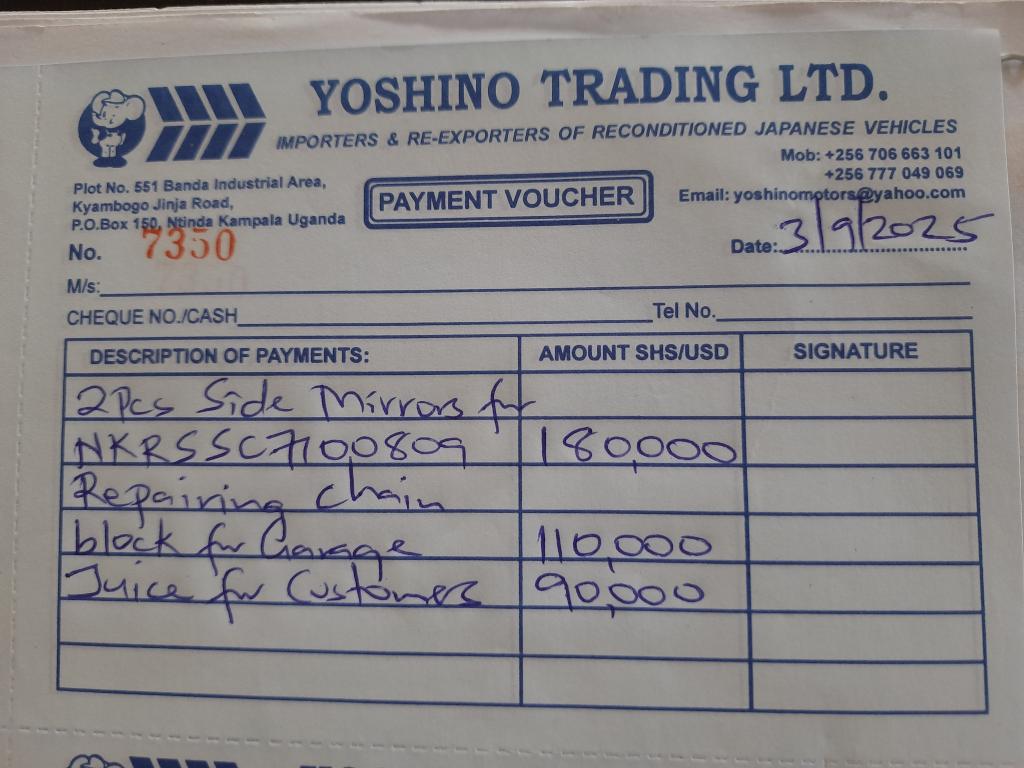 YOSHINO TRADING LTD.
IMPORTERS & RE-EXPORTERS OF RECONDITIONED JAPANESE VEHICLES
Plot No. 551 Banda Industrial Area,
Kyambogo Jinja Road,
P.O.Box 150, Ntinda Kampala Uganda
PAYMENT VOUCHER
Mob: +256 706 663 101
+256 777 049 069
Email: yoshinomotors@yahoo.com
No. 7350
Date: 3/9/2025
M/s:
CHEQUE NO./CASH Tel No.
DESCRIPTION OF PAYMENTS: AMOUNT SHS/USD SIGNATURE
2Pcs Side Mirrors for
NKRSSC7100809 180,000
Repairing chain
block for Garage 110,000
Juice for Customers 90,000